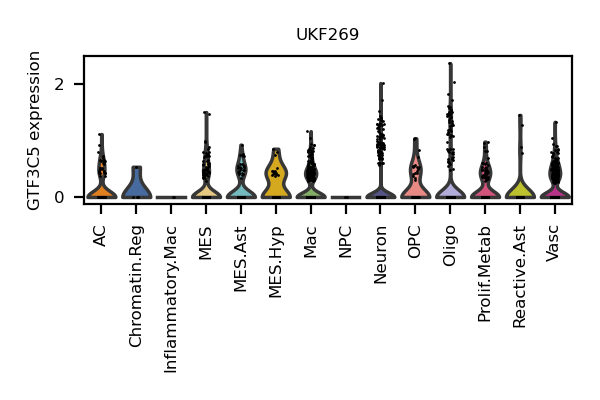 UKF269
GTF3C5 expression
2
0
AC
Chromatin.Reg
Inflammatory.Mac
MES
MES.Ast
MES.Hyp
Mac
NPC
Neuron
OPC
Oligo
Prolif.Metab
Reactive.Ast
Vasc